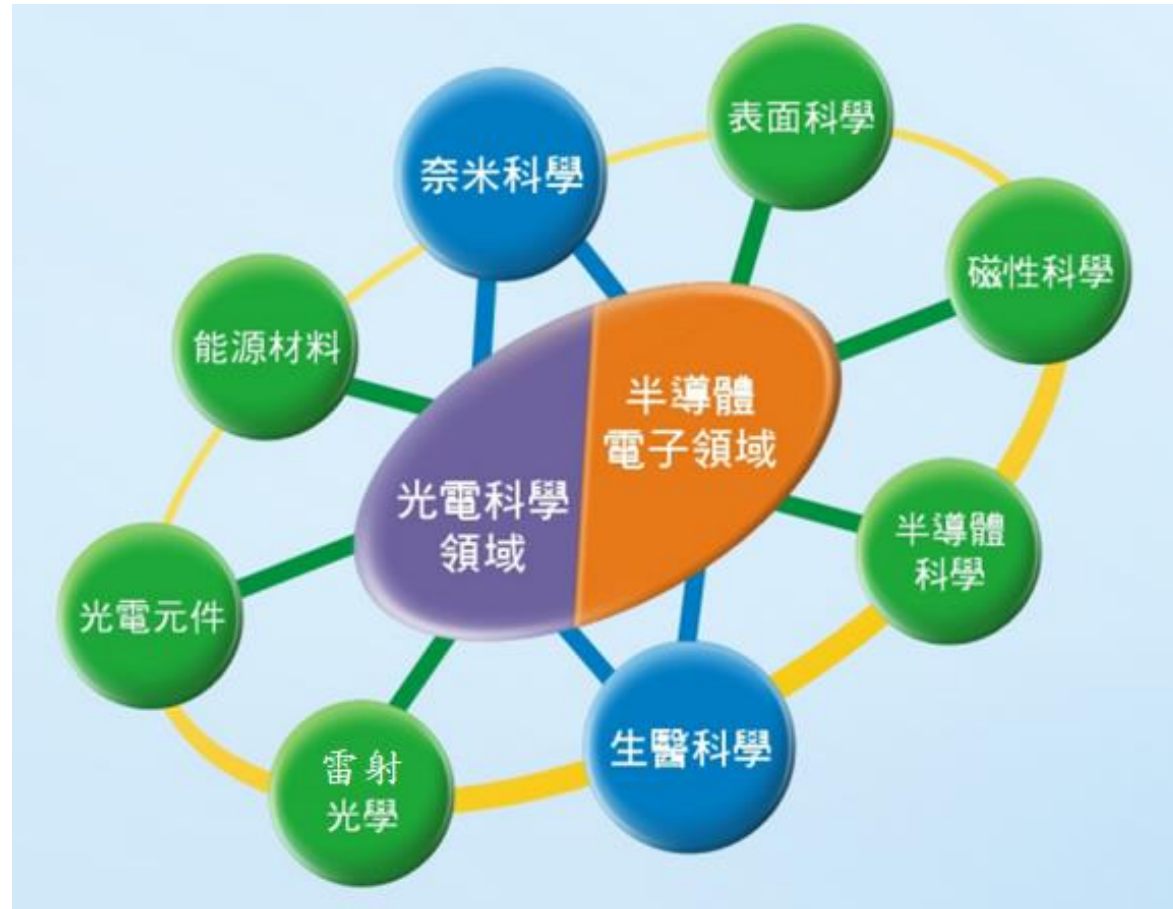 表面科學
奈米科學
磁性科學
能源材料
半導體
電子領域
光電科學
領域
半導體
科學
光電元件
生醫科學
雷射
光學